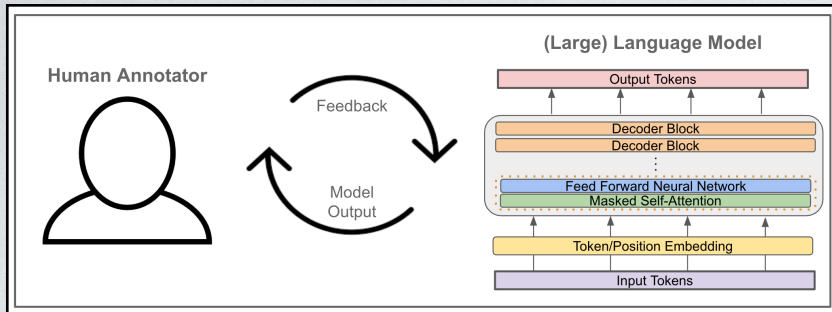 Human Annotator
Feedback
Model
Output
(Large) Language Model
Output Tokens
Decoder Block
Decoder Block
...
Feed Forward Neural Network
Masked Self-Attention
Token/Position Embedding
Input Tokens